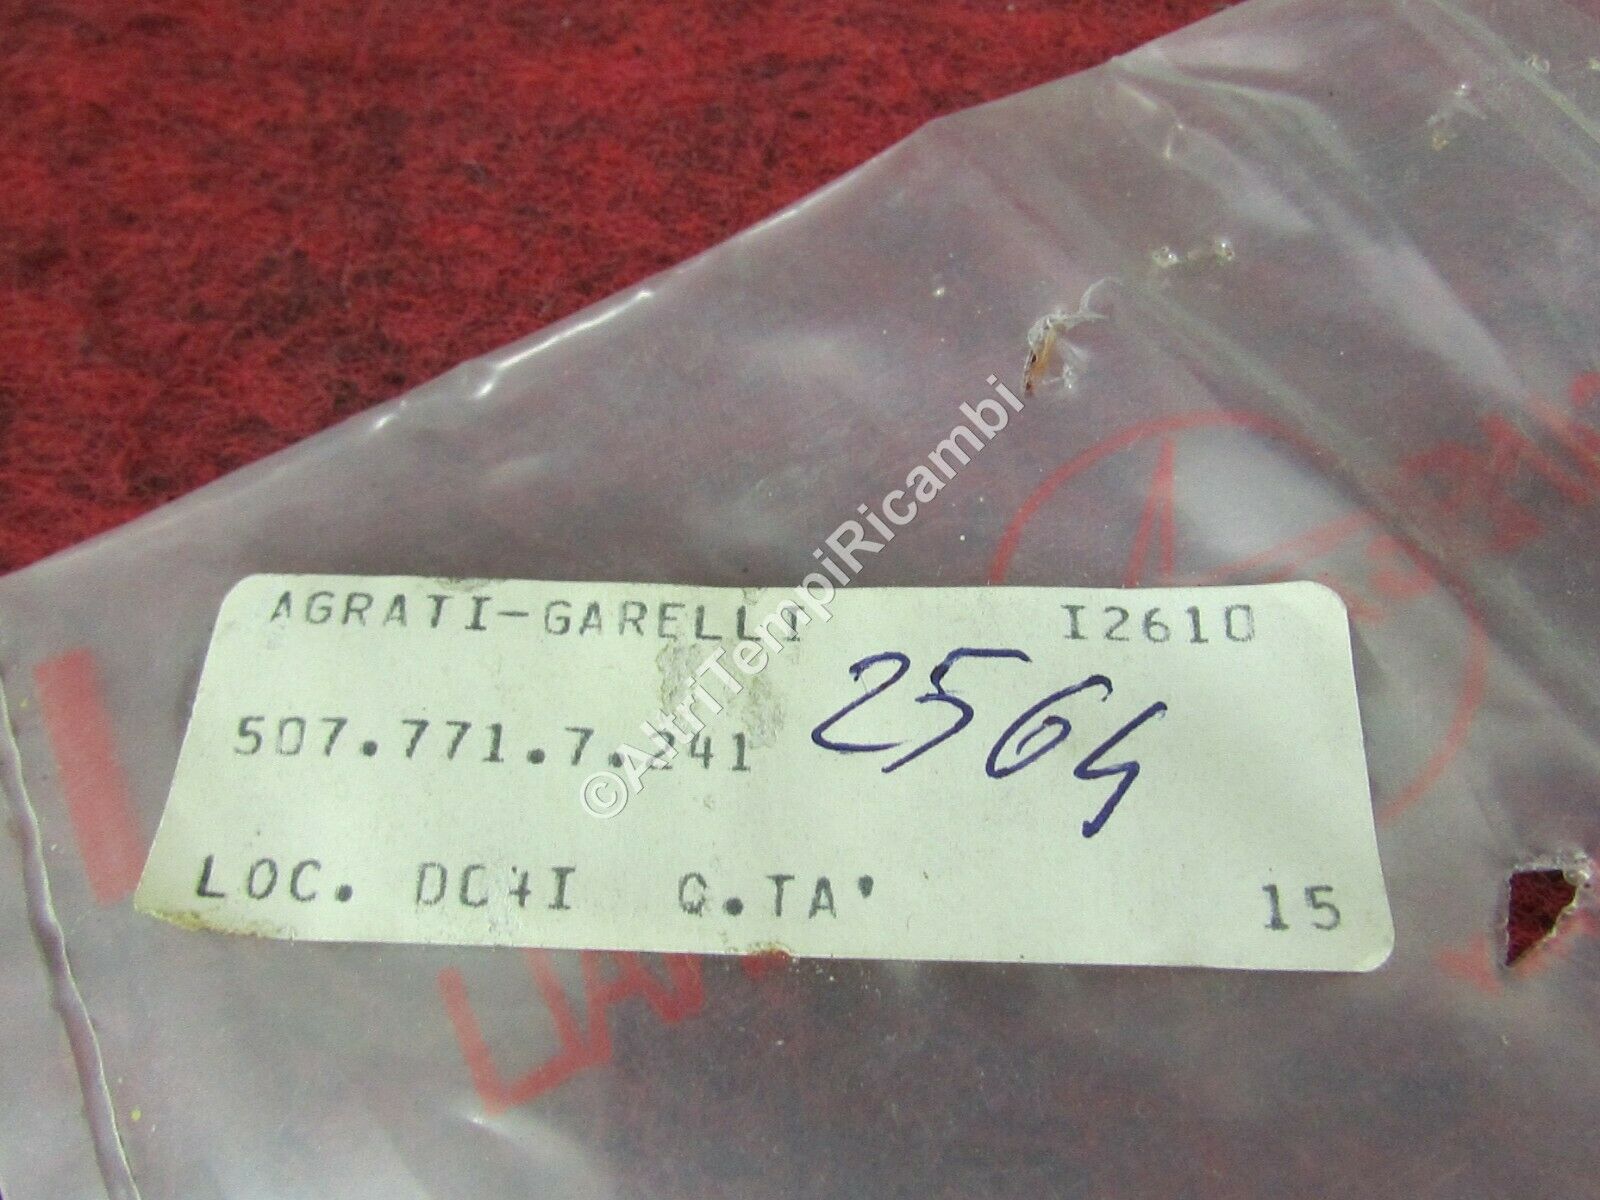 AGRATI-GARELLI I2610
2564
507.771.7.241
LOC. DC4I Q.TA' 15
©AltriTempiRicambi